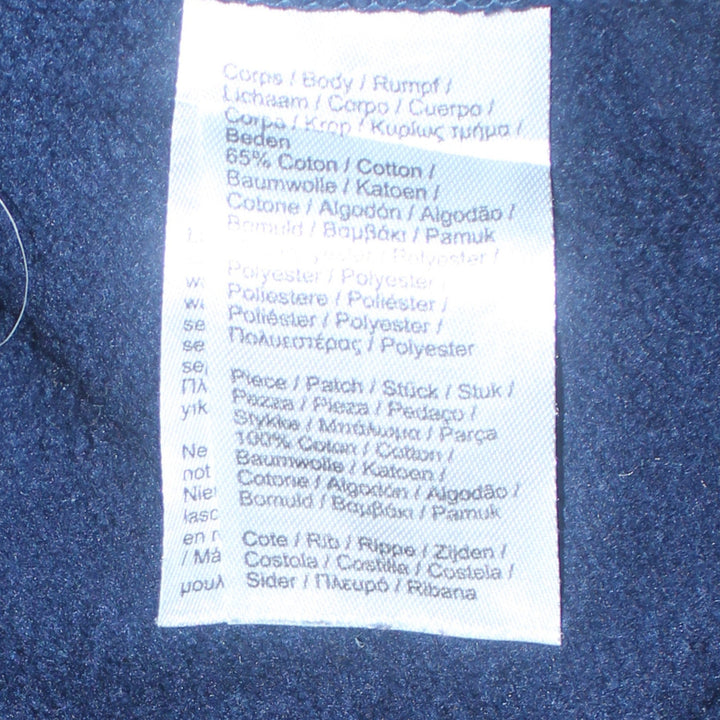 Corps / Body / Rumpf /
Lichaam / Corpo / Cuerpo /
Corpo / Krop / Κυρίως τμήμα /
Beden
65% Coton / Cotton /
Baumwolle / Katoen /
Cotone / Algodón / Algodão /
Bomuld / Βαμβάκι / Pamuk
Polyester / Polyester /
Polyester / Polyester /
Poliestere / Poliéster /
Poliéster / Polyester /
Πολυεστέρας / Polyester
Piece / Patch / Stück / Stuk /
Pezza / Pieza / Pedaço /
Stykke / Μπάλωμα / Parça
100% Coton / Cotton /
Baumwolle / Katoen /
Cotone / Algodón / Algodão /
Bomuld / Βαμβάκι / Pamuk
Cote / Rib / Rippe / Zijden /
Costola / Costilla / Costela /
Sider / Πλευρό / Ribana